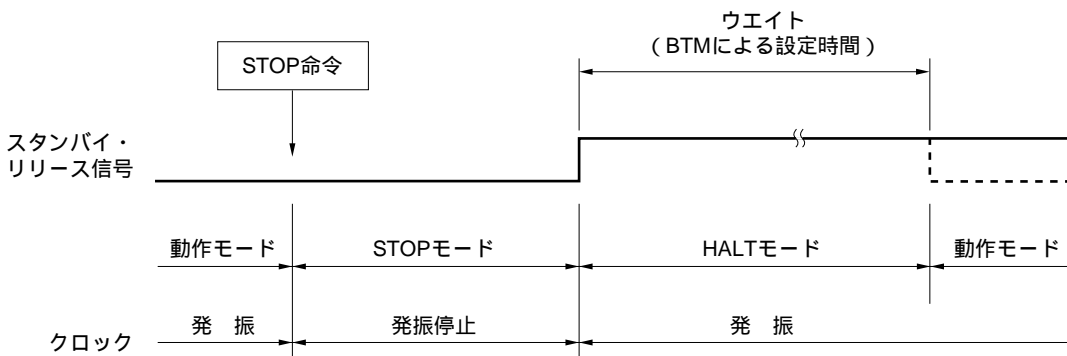 ウエイト
（BTMによる設定時間）
STOP命令
スタンバイ・
リリース信号
動作モード STOPモード HALTモード 動作モード
クロック 発　振 発振停止 発　振